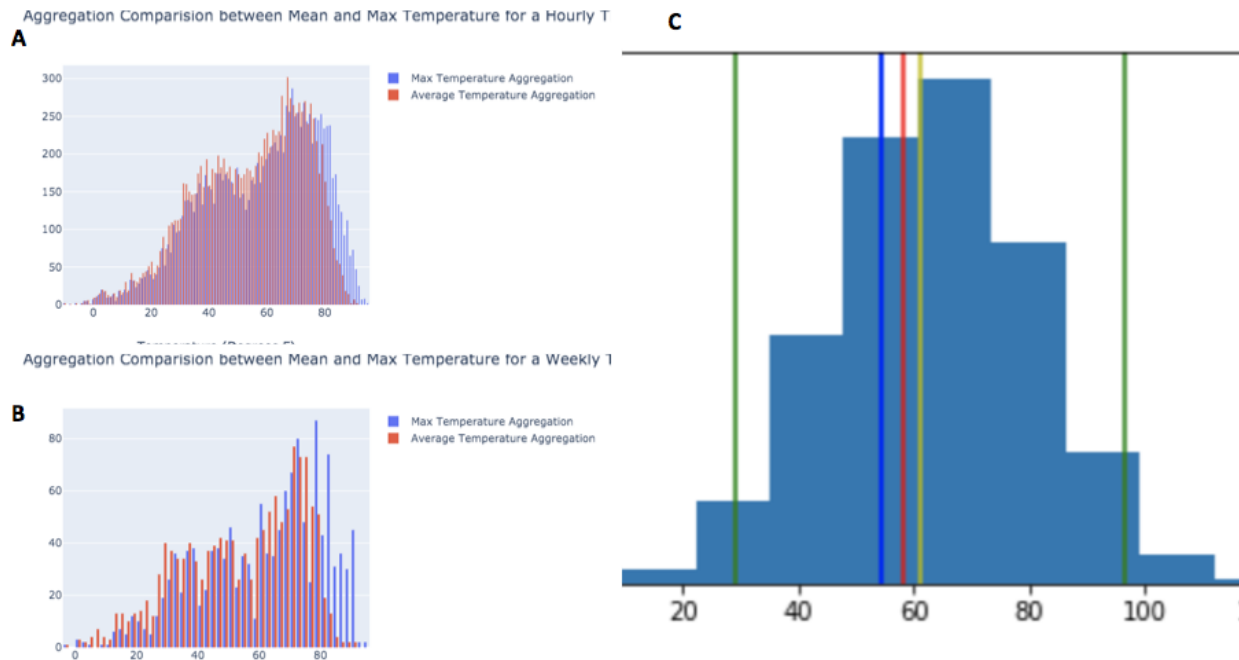 Aggregation Comparision between Mean and Max Temperature for a Hourly T
A
Max Temperature Aggregation
Average Temperature Aggregation
300
250
200
150
100
50
0
0 20 40 60 80
Temperature (Degree F)
Aggregation Comparision between Mean and Max Temperature for a Weekly T
B
Max Temperature Aggregation
Average Temperature Aggregation
80
60
40
20
0
0 20 40 60 80
C
20 40 60 80 100